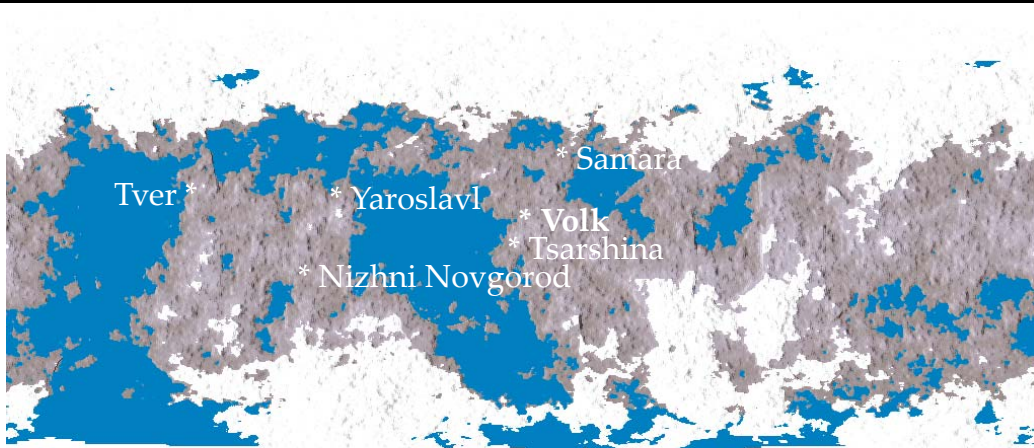 * Samara
Tver *
* Yaroslavl
* Volk
* Tsarshina
* Nizhni Novgorod